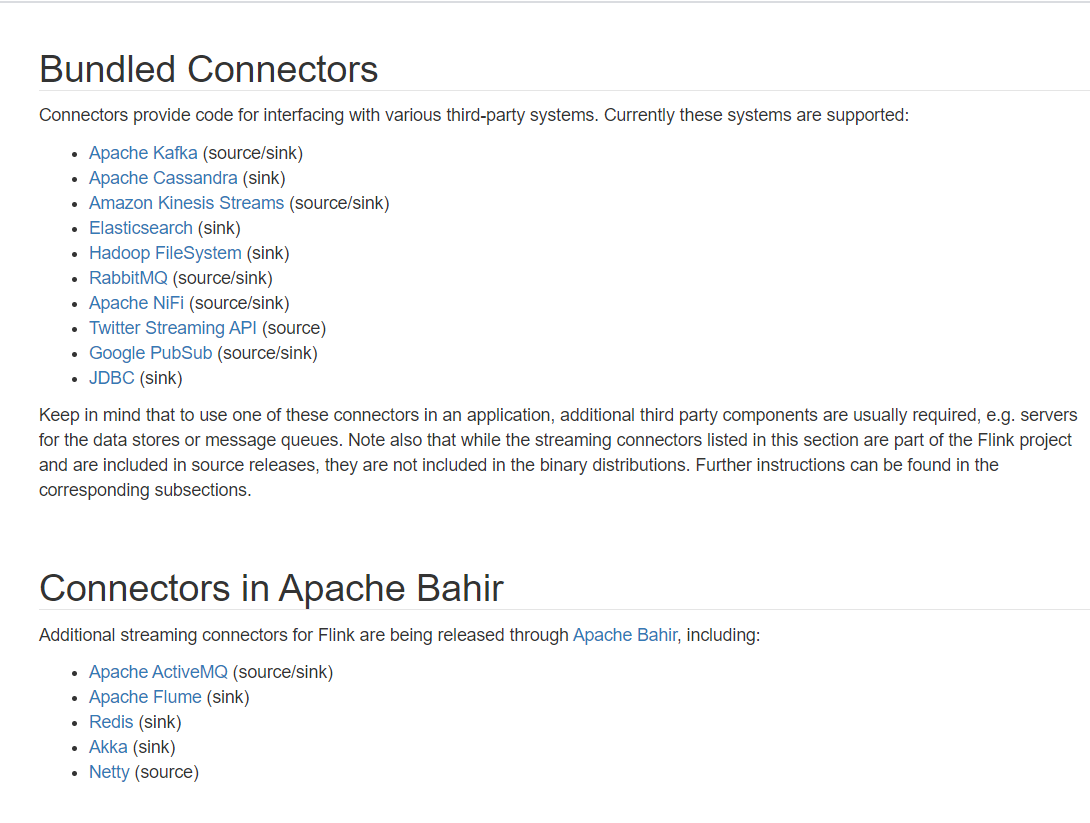 Bundled Connectors
Connectors provide code for interfacing with various third-party systems. Currently these systems are supported:
• Apache Kafka (source/sink)
• Apache Cassandra (sink)
• Amazon Kinesis Streams (source/sink)
• Elasticsearch (sink)
• Hadoop FileSystem (sink)
• RabbitMQ (source/sink)
• Apache NiFi (source/sink)
• Twitter Streaming API (source)
• Google PubSub (source/sink)
• JDBC (sink)
Keep in mind that to use one of these connectors in an application, additional third party components are usually required, e.g. servers
for the data stores or message queues. Note also that while the streaming connectors listed in this section are part of the Flink project
and are included in source releases, they are not included in the binary distributions. Further instructions can be found in the
corresponding subsections.
Connectors in Apache Bahir
Additional streaming connectors for Flink are being released through Apache Bahir, including:
• Apache ActiveMQ (source/sink)
• Apache Flume (sink)
• Redis (sink)
• Akka (sink)
• Netty (source)